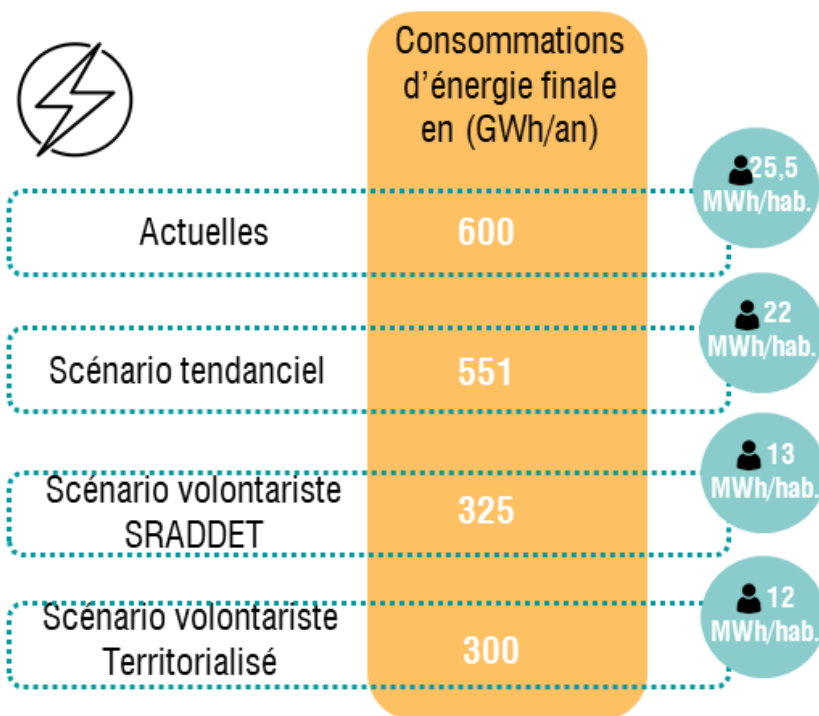 Consommations
d'énergie finale
en (GWh/an)
25,5
MWh/hab.
Actuelles
600
22
MWh/hab.
Scénario tendanciel
551
13
MWh/hab.
Scénario volontariste
SRADDET
325
12
MWh/hab.
Scénario volontariste
Territorialisé
300